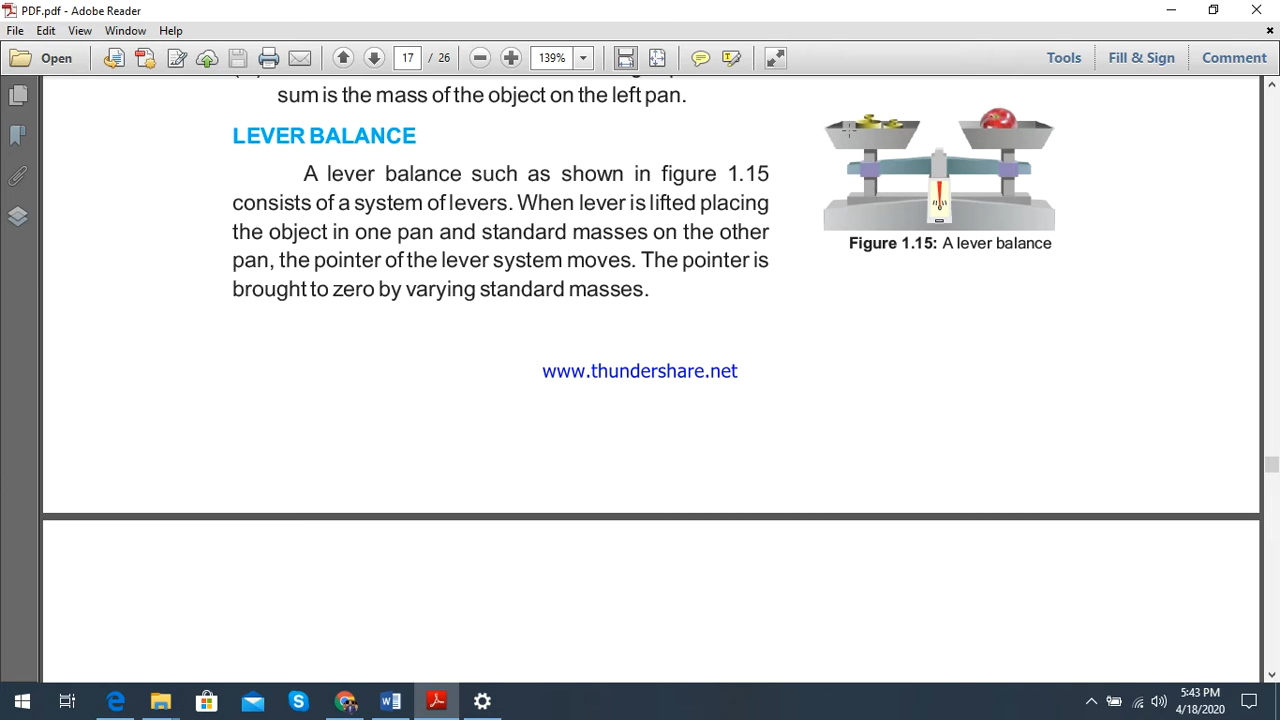 PDF.pdf - Adobe Reader
File Edit View Window Help
Open 17 / 26 139% Tools Fill & Sign Comment
sum is the mass of the object on the left pan.
LEVER BALANCE
A lever balance such as shown in figure 1.15
consists of a system of levers. When lever is lifted placing
the object in one pan and standard masses on the other
pan, the pointer of the lever system moves. The pointer is
brought to zero by varying standard masses.
0
Figure 1.15: A lever balance
www.thundershare.net
5:43 PM
4/18/2020